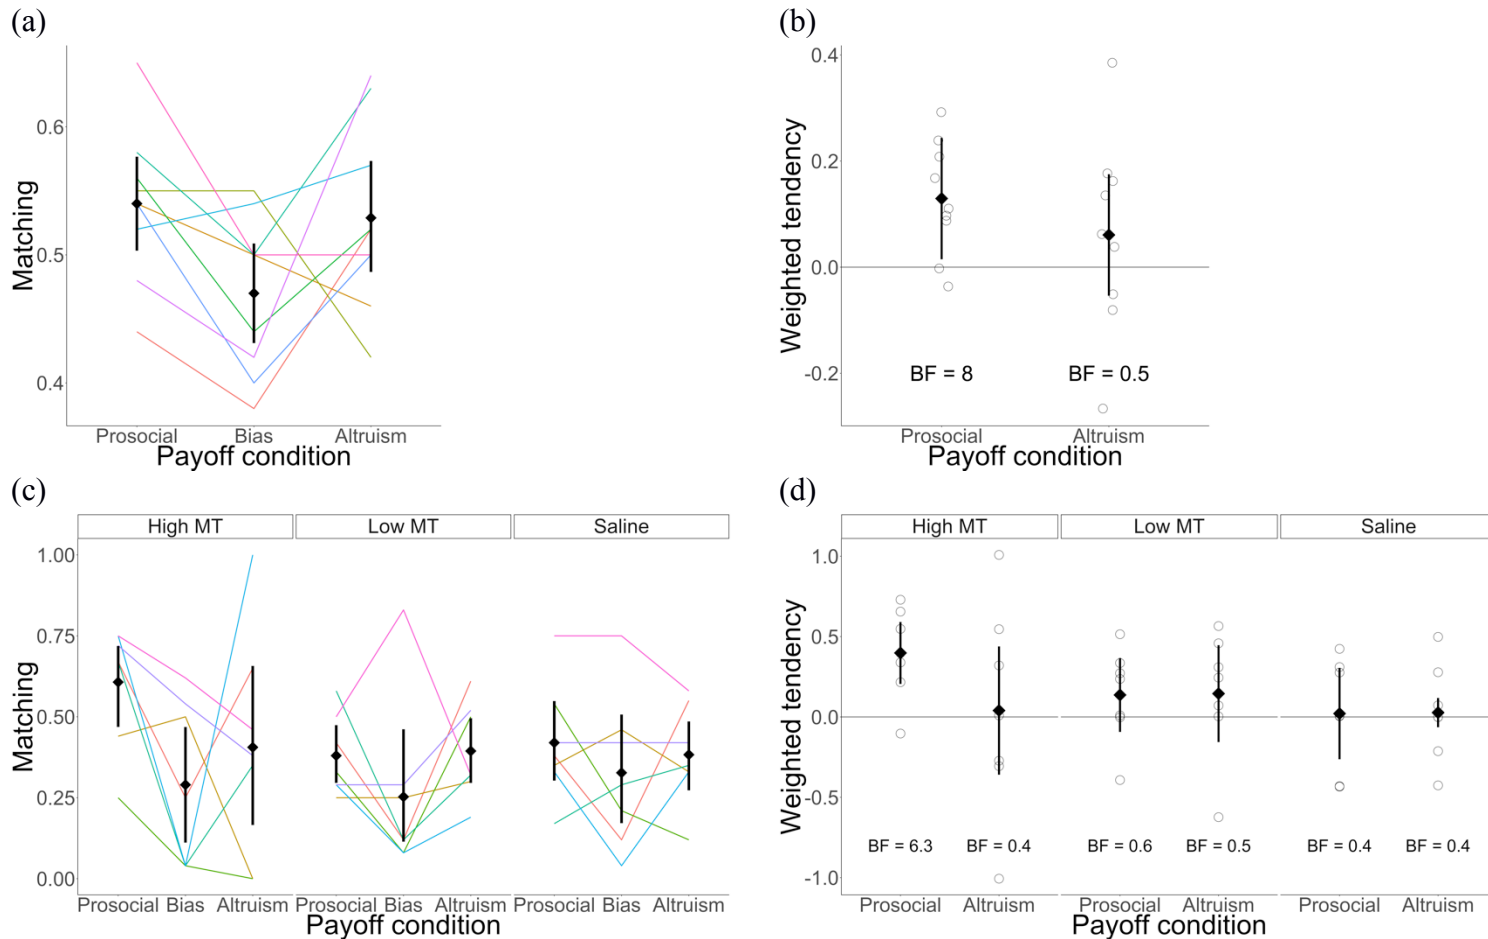 (a)
Matching
0.6
0.5
0.4
Prosocial Bias Altruism
Payoff condition
(b)
Weighted tendency
0.4
0.2
0.0
-0.2
BF = 8 BF = 0.5
Prosocial Altruism
Payoff condition
(c)
High MT Low MT Saline
Matching
1.00
0.75
0.50
0.25
0.00
Prosocial Bias Altruism Prosocial Bias Altruism Prosocial Bias Altruism
Payoff condition
(d)
High MT Low MT Saline
Weighted tendency
1.0
0.5
0.0
-0.5
-1.0
BF = 6.3 BF = 0.4 BF = 0.6 BF = 0.5 BF = 0.4 BF = 0.4
Prosocial Altruism Prosocial Altruism Prosocial Altruism
Payoff condition